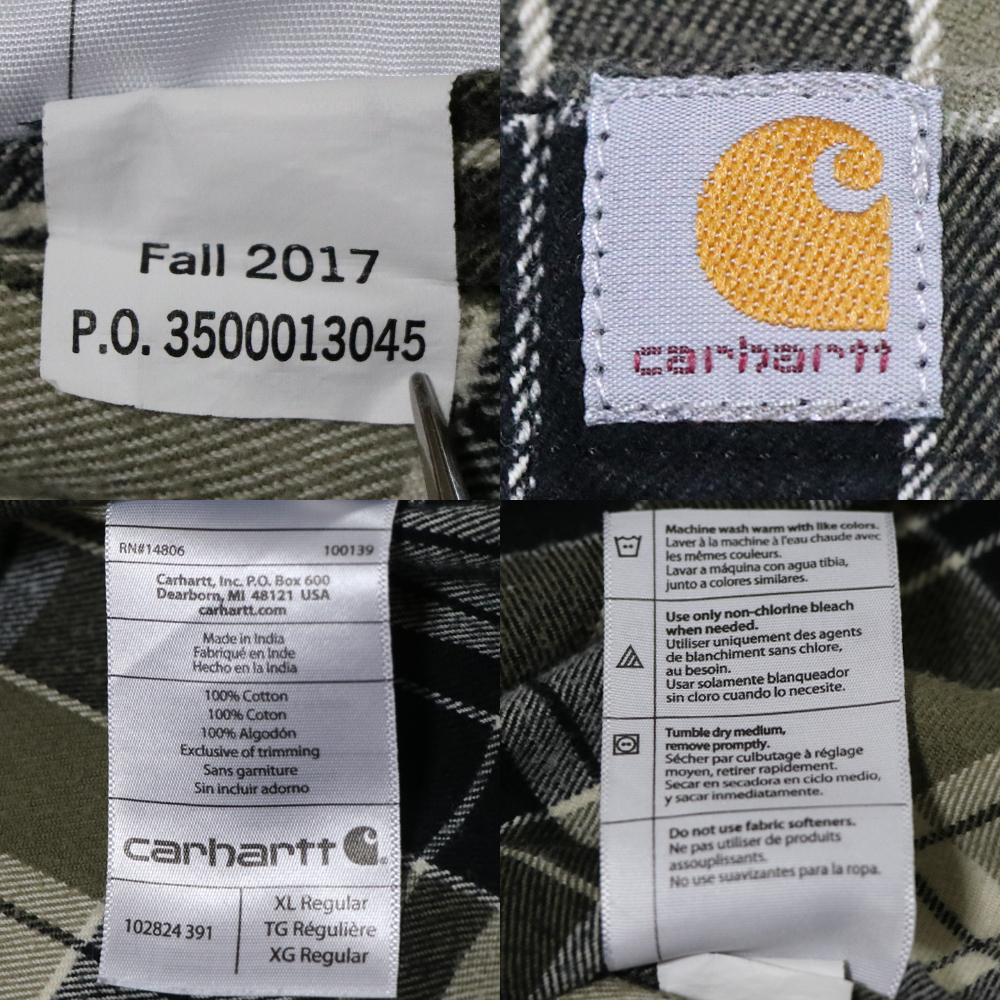 Fall 2017
P.O. 3500013045
carhartt
RN#14806 100139
Carhartt, Inc. P.O. Box 600
Dearborn, MI 48121 USA
carhartt.com
Made in India
Fabriqué en Inde
Hecho en la India
100% Cotton
100% Coton
100% Algodón
Exclusive of trimming
Sans garniture
Sin incluir adorno
carhartt
102824 391
XL Regular
TG Régulière
XG Regular
Machine wash warm with like colors.
Laver à la machine à l'eau chaude avec
les mêmes couleurs.
Lavar a máquina con agua tibia,
junto a colores similares.
Use only non-chlorine bleach
when needed.
Utiliser uniquement des agents
de blanchiment sans chlore,
au besoin.
Usar solamente blanqueador
sin cloro cuando lo necesite.
Tumble dry medium,
remove promptly.
Sécher par culbutage à réglage
moyen, retirer rapidement.
Secar en secadora en ciclo medio,
y sacar inmediatamente.
Do not use fabric softeners.
Ne pas utiliser de produits
assouplissants.
No use suavizantes para la ropa.